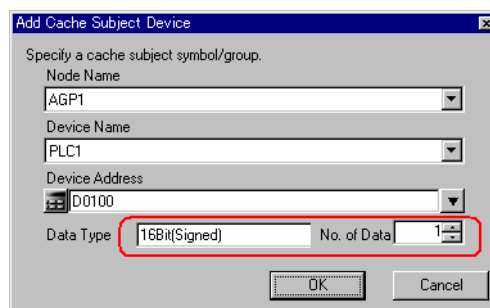 Add Cache Subject Device
Specify a cache subject symbol/group.
Node Name
AGP1
Device Name
PLC1
Device Address
D0100
Data Type 16Bit(Signed) No. of Data 1
OK Cancel